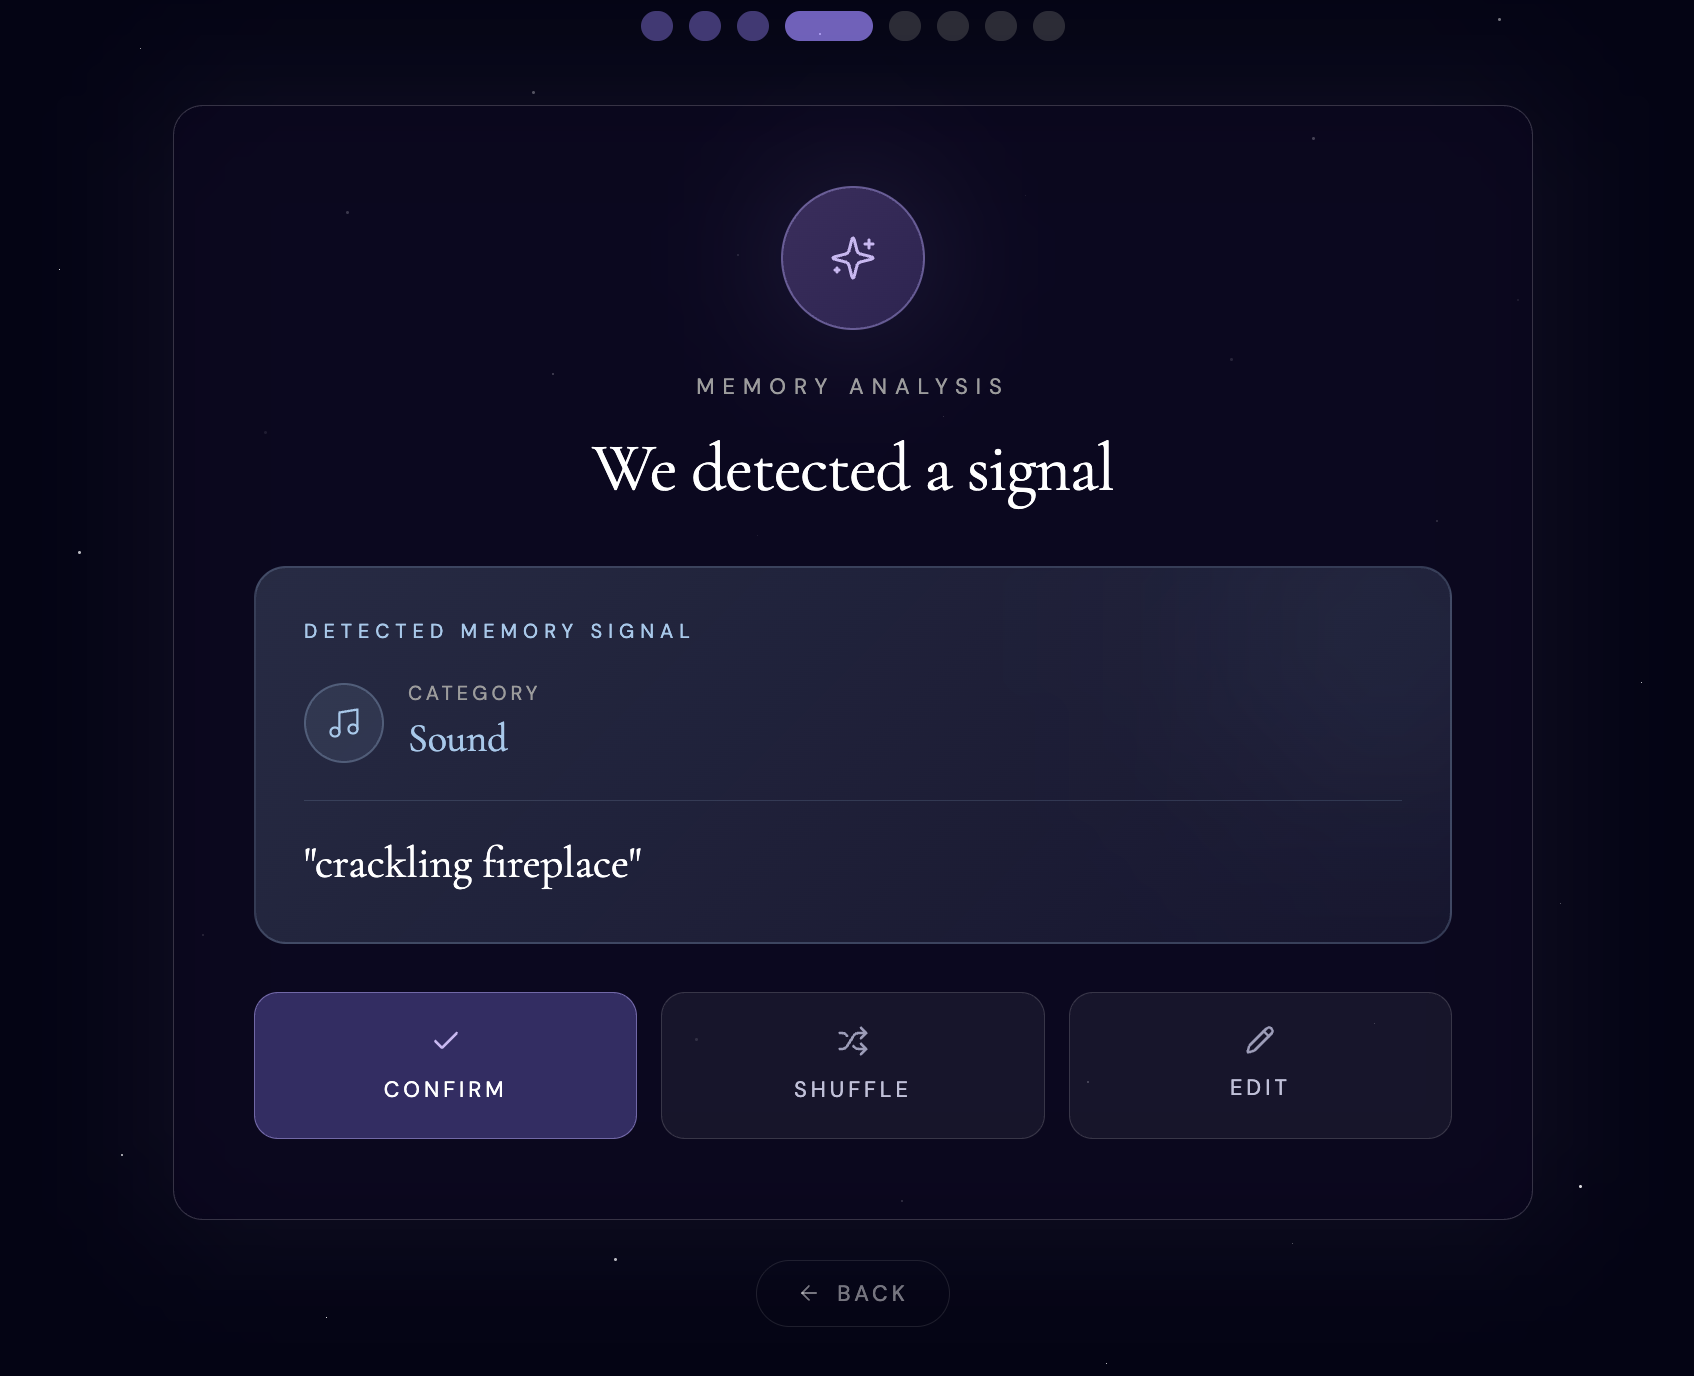 MEMORY ANALYSIS
We detected a signal
DETECTED MEMORY SIGNAL
CATEGORY
Sound
"crackling fireplace"
CONFIRM
SHUFFLE
EDIT
BACK